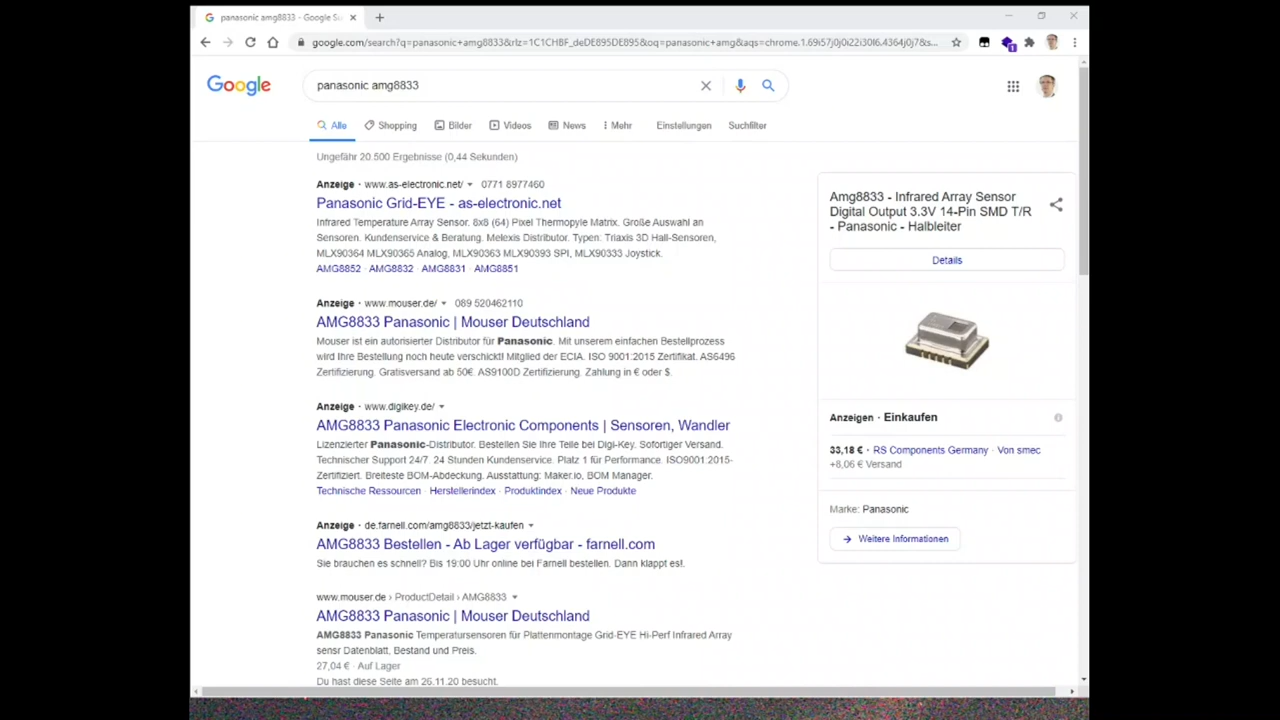 panasonic amg8833 - Google Su
google.com/search?q=panasonic+amg8833&rlz=1C1CHBF_deDE895DE895&oq=panasonic+amg&aqs=chrome.1.69i57j0j0i22i30l6.4364j0j7&s...
1
Google
panasonic amg8833
Alle
Shopping
Bilder
Videos
News
Mehr
Einstellungen
Suchfilter
Ungefähr 20.500 Ergebnisse (0,44 Sekunden)
Anzeige · www.as-electronic.net/ 0771 8977460
Panasonic Grid-EYE - as-electronic.net
Infrared Temperature Array Sensor. 8x8 (64) Pixel Thermopyle Matrix. Große Auswahl an
Sensoren. Kundenservice & Beratung. Melexis Distributor. Typen: Triaxis 3D Hall-Sensoren,
MLX90364 MLX90365 Analog, MLX90363 MLX90393 SPI, MLX90333 Joystick.
AMG8852 · AMG8832 · AMG8831 · AMG8851
Anzeige · www.mouser.de/ 089 520462110
AMG8833 Panasonic | Mouser Deutschland
Mouser ist ein autorisierter Distributor für Panasonic. Mit unserem einfachen Bestellprozess
wird Ihre Bestellung noch heute verschickt! Mitglied der ECIA. ISO 9001:2015 Zertifikat. AS6496
Zertifizierung. Gratisversand ab 50€. AS9100D Zertifizierung. Zahlung in € oder $.
Anzeige · www.digikey.de/
AMG8833 Panasonic Electronic Components | Sensoren, Wandler
Lizenzierter Panasonic-Distributor. Bestellen Sie Ihre Teile bei Digi-Key. Sofortiger Versand.
Technischer Support 24/7. 24 Stunden Kundenservice. Platz 1 für Performance. ISO9001:2015-
Zertifiziert. Breiteste BOM-Abdeckung. Ausstattung: Maker.io, BOM Manager.
Technische Ressourcen · Herstellerindex · Produktindex · Neue Produkte
Anzeige · de.farnell.com/amg8833/jetzt-kaufen
AMG8833 Bestellen - Ab Lager verfügbar - farnell.com
Sie brauchen es schnell? Bis 19:00 Uhr online bei Farnell bestellen. Dann klappt es!.
www.mouser.de › ProductDetail › AMG8833
AMG8833 Panasonic | Mouser Deutschland
AMG8833 Panasonic Temperatursensoren für Plattenmontage Grid-EYE Hi-Perf Infrared Array
sensr Datenblatt, Bestand und Preis.
27,04 € · Auf Lager
Du hast diese Seite am 26.11.20 besucht.
Amg8833 - Infrared Array Sensor
Digital Output 3.3V 14-Pin SMD T/R
- Panasonic - Halbleiter
Details
Anzeigen · Einkaufen
33,18 € · RS Components Germany · Von smec
+8,06 € Versand
Marke: Panasonic
Weitere Informationen